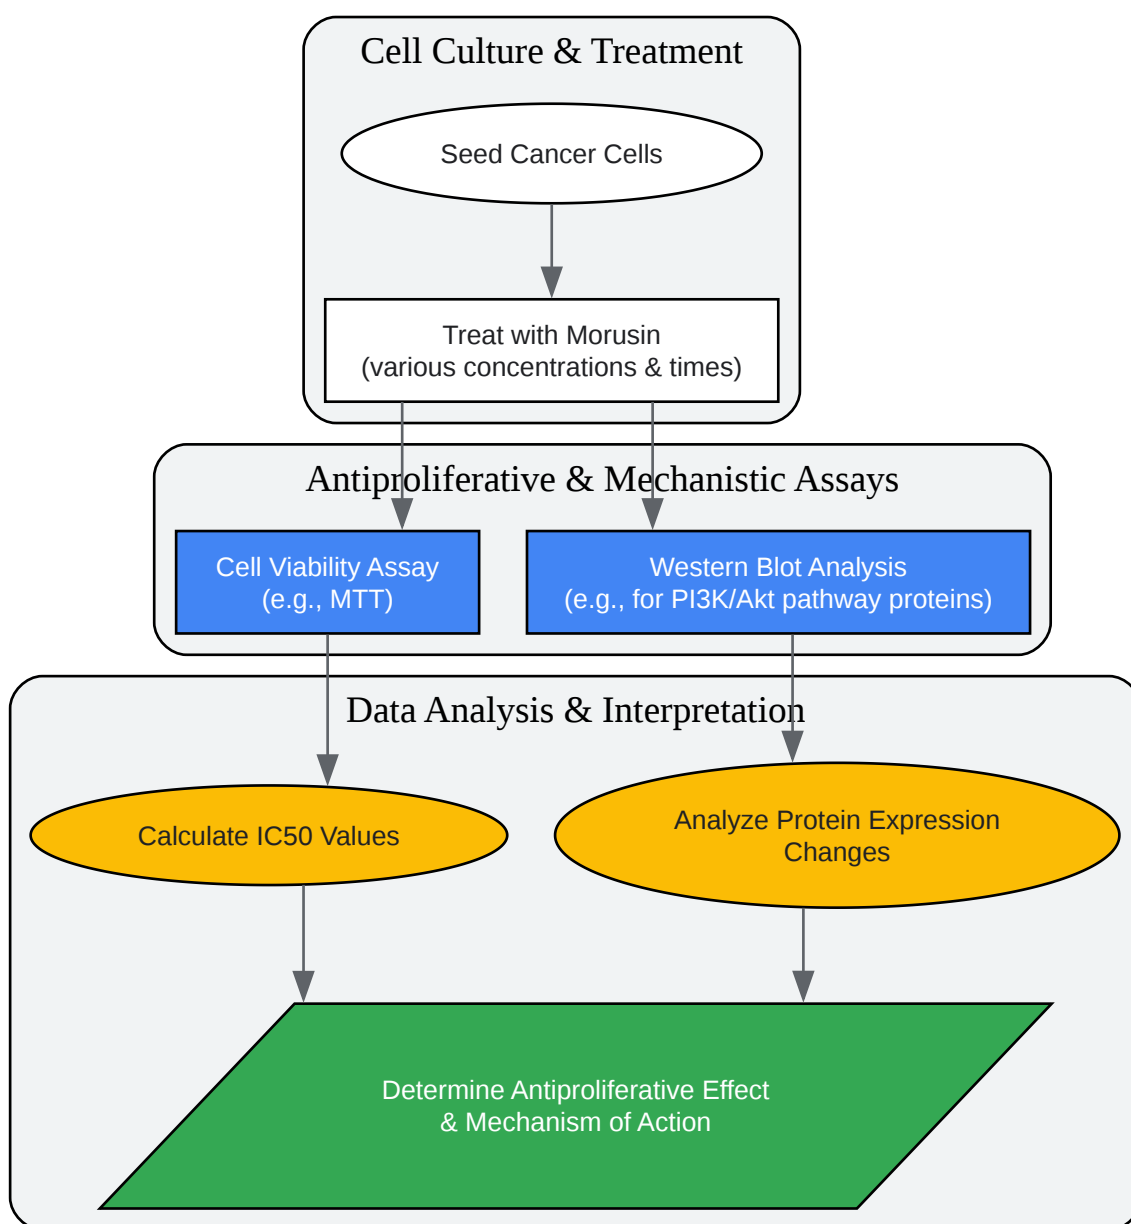 Cell Culture & Treatment
Seed Cancer Cells
Treat with Morusin
(various concentrations & times)
Antiproliferative & Mechanistic Assays
Cell Viability Assay
(e.g., MTT)
Western Blot Analysis
(e.g., for PI3K/Akt pathway proteins)
Data Analysis & Interpretation
Calculate IC50 Values
Analyze Protein Expression
Changes
Determine Antiproliferative Effect
& Mechanism of Action